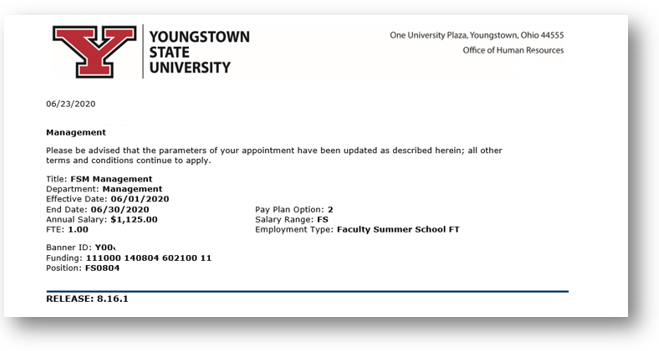 YOUNGSTOWN
STATE
UNIVERSITY
One University Plaza, Youngstown, Ohio 44555
Office of Human Resources
06/23/2020
Management
Please be advised that the parameters of your appointment have been updated as described herein; all other
terms and conditions continue to apply.
Title: FSM Management
Department: Management
Effective Date: 06/01/2020
End Date: 06/30/2020 Pay Plan Option: 2
Annual Salary: $1,125.00 Salary Range: FS
FTE: 1.00 Employment Type: Faculty Summer School FT
Banner ID: Y00
Funding: 111000 140804 602100 11
Position: FS0804
RELEASE: 8.16.1